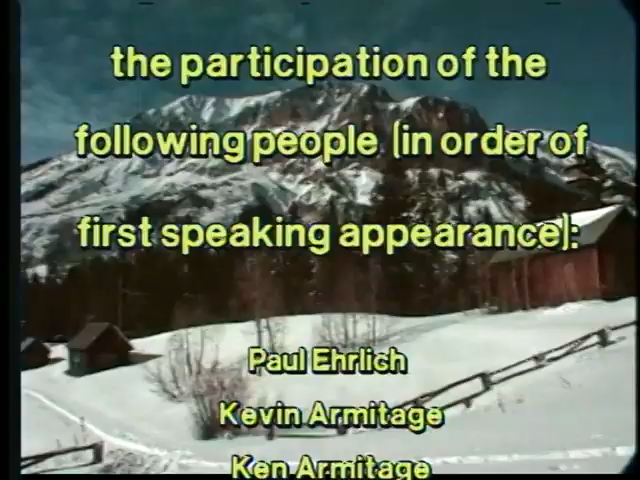 the participation of the
following people (in order of
first speaking appearance):
Paul Ehrlich
Kevin Armitage
Ken Armitage